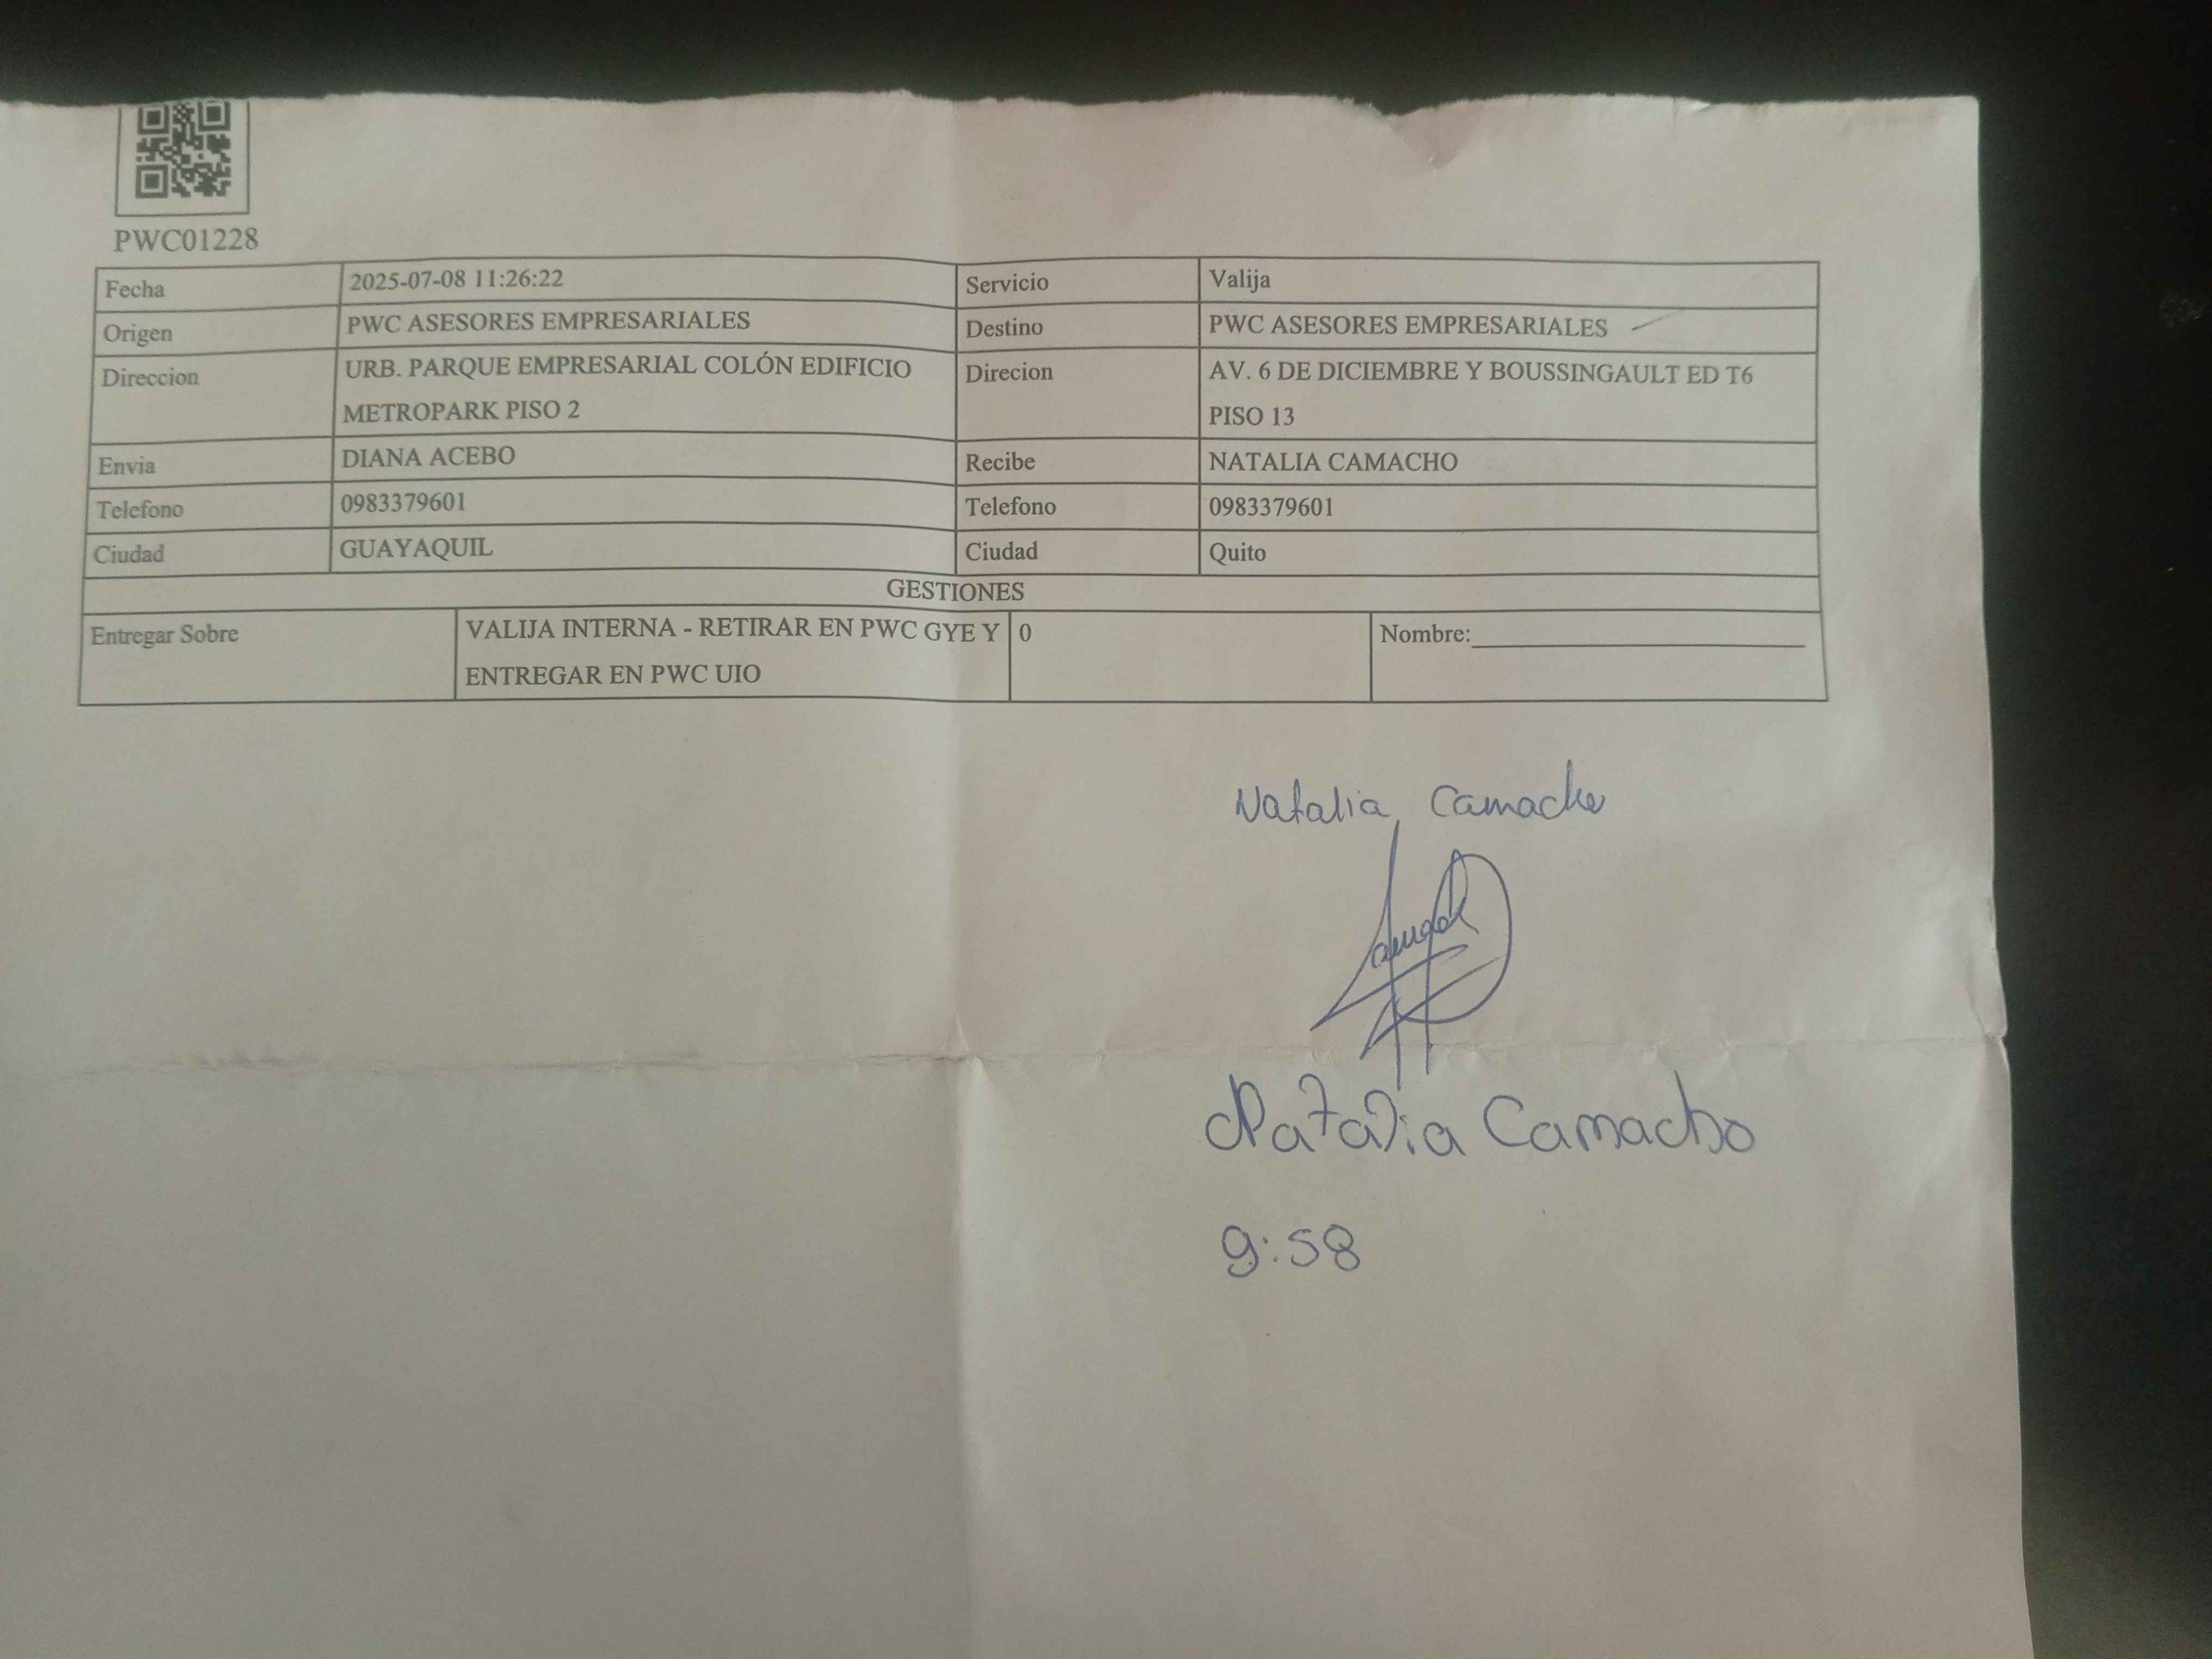 PWC01228
Fecha 2025-07-08 11:26:22 Servicio Valija
Origen PWC ASESORES EMPRESARIALES Destino PWC ASESORES EMPRESARIALES
Direccion URB. PARQUE EMPRESARIAL COLÓN EDIFICIO Direcion AV. 6 DE DICIEMBRE Y BOUSSINGAULT ED T6
METROPARK PISO 2 PISO 13
Envia DIANA ACEBO Recibe NATALIA CAMACHO
Telefono 0983379601 Telefono 0983379601
Ciudad GUAYAQUIL Ciudad Quito
GESTIONES
Entregar Sobre VALIJA INTERNA - RETIRAR EN PWC GYE Y 0 Nombre:
ENTREGAR EN PWC UIO
Natalia Camacho
Natalia Camacho
9:58